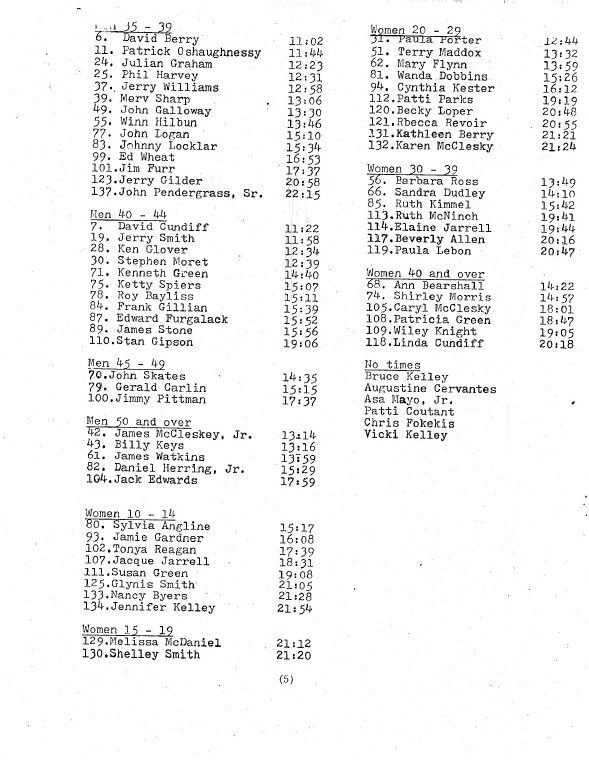 Men 35 - 39
6. David Berry 11:02
11. Patrick Oshaughnessy 11:44
24. Julian Graham 12:23
25. Phil Harvey 12:31
37. Jerry Williams 12:58
39. Merv Sharp 13:06
49. John Galloway 13:30
55. Winn Hilbun 13:46
77. John Logan 15:10
83. Johnny Locklar 15:34
99. Ed Wheat 16:53
101.Jim Furr 17:37
123.Jerry Gilder 20:58
137.John Pendergrass, Sr. 22:15
Men 40 - 44
7. David Cundiff 11:22
19. Jerry Smith 11:58
28. Ken Glover 12:34
30. Stephen Moret 12:39
71. Kenneth Green 14:40
75. Ketty Spiers 15:07
78. Roy Bayliss 15:11
84. Frank Gillian 15:39
87. Edward Furgalack 15:52
89. James Stone 15:56
110.Stan Gipson 19:06
Men 45 - 49
70.John Skates 14:35
79. Gerald Carlin 15:15
100.Jimmy Pittman 17:37
Men 50 and over
42. James McCleskey, Jr. 13:14
43. Billy Keys 13:16
61. James Watkins 13:59
82. Daniel Herring, Jr. 15:29
104.Jack Edwards 17:59
Women 10 - 14
80. Sylvia Angline 15:17
93. Jamie Gardner 16:08
102.Tonya Reagan 17:39
107.Jacque Jarrell 18:31
111.Susan Green 19:08
125.Glynis Smith 21:05
133.Nancy Byers 21:28
134.Jennifer Kelley 21:54
Women 15 - 19
129.Melissa McDaniel 21:12
130.Shelley Smith 21:20
Women 20 - 29
31. Paula Porter 12:44
51. Terry Maddox 13:32
62. Mary Flynn 13:59
81. Wanda Dobbins 15:26
94. Cynthia Kester 16:12
112.Patti Parks 19:19
120.Becky Loper 20:48
121.Rbecca Revoir 20:55
131.Kathleen Berry 21:21
132.Karen McClesky 21:24
Women 30 - 39
56. Barbara Ross 13:49
66. Sandra Dudley 14:10
85. Ruth Kimmel 15:42
113.Ruth McNinch 19:41
114.Elaine Jarrell 19:44
117.Beverly Allen 20:16
119.Paula Lebon 20:47
Women 40 and over
68. Ann Bearshall 14:22
74. Shirley Morris 14:57
105.Caryl McClesky 18:01
108.Patricia Green 18:47
109.Wiley Knight 19:05
118.Linda Cundiff 20:18
No times
Bruce Kelley
Augustine Cervantes
Asa Mayo, Jr.
Patti Coutant
Chris Fokekis
Vicki Kelley
(5)